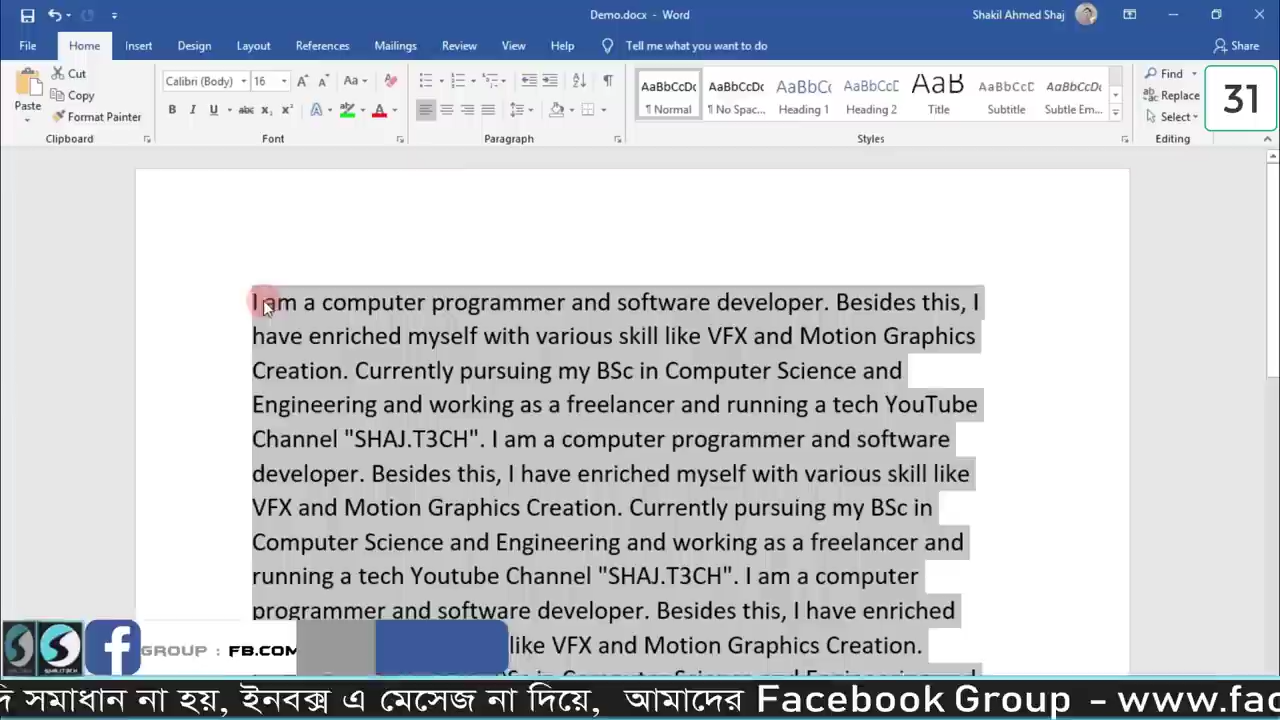 Demo.docx - Word
Shakil Ahmed Shaj
File Home Insert Design Layout References Mailings Review View Help Tell me what you want to do Share
Paste
Cut
Copy
Format Painter
Clipboard
Calibri (Body) 16
Font
Paragraph
AaBbCcDc AaBbCcDc AaBbCc AaBbCcD AaB AaBbCcD AaBbCcDc
¶ Normal ¶ No Spac... Heading 1 Heading 2 Title Subtitle Subtle Em...
Styles
Find
Replace
Select
Editing
31
I am a computer programmer and software developer. Besides this, I
have enriched myself with various skill like VFX and Motion Graphics
Creation. Currently pursuing my BSc in Computer Science and
Engineering and working as a freelancer and running a tech YouTube
Channel "SHAJ.T3CH". I am a computer programmer and software
developer. Besides this, I have enriched myself with various skill like
VFX and Motion Graphics Creation. Currently pursuing my BSc in
Computer Science and Engineering and working as a freelancer and
running a tech Youtube Channel "SHAJ.T3CH". I am a computer
programmer and software developer. Besides this, I have enriched
like VFX and Motion Graphics Creation.
GROUP : FB.COM
সমাধান না হয়, ইনবক্স এ মেসেজ না দিয়ে, আমাদের Facebook Group - www.fac